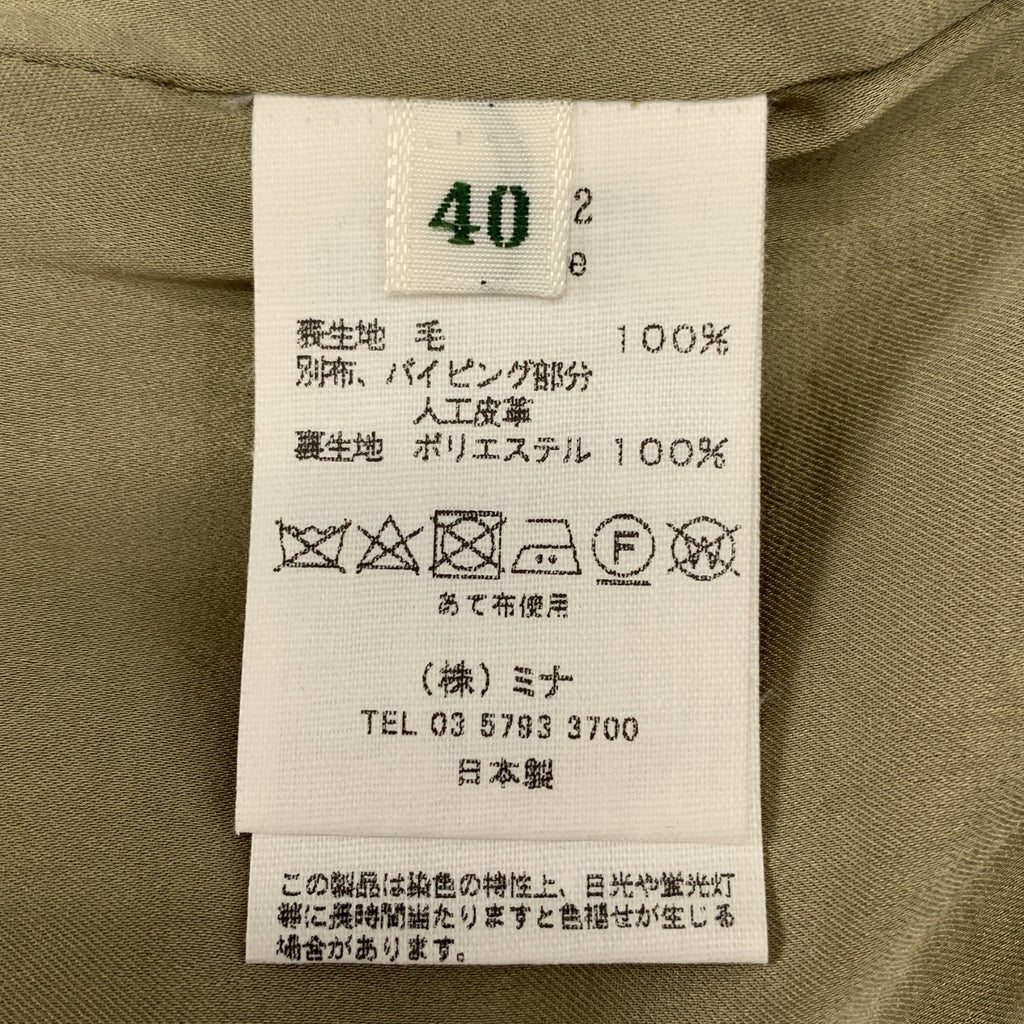 40
2
e
表生地 毛 100%
別布、パイピング部分
人工皮革
裏生地 ポリエステル 100%
F W
あて布使用
(株)ミナ
TEL 03 5793 3700
日本製
この製品は染色の特性上、日光や蛍光灯
等に長時間当たりますと色褪せが生じる
場合があります。